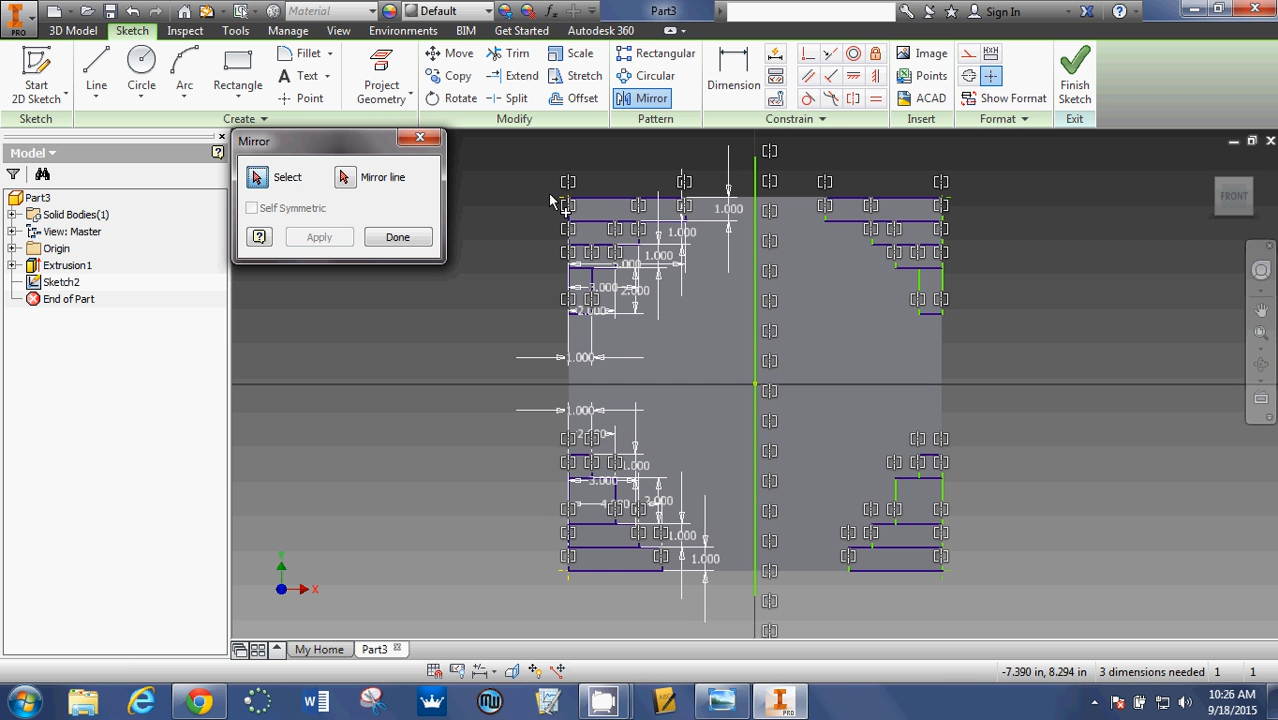 Material
Default
Part3
Sign In
PRO
3D Model
Sketch
Inspect
Tools
Manage
View
Environments
BIM
Get Started
Autodesk 360
Start
2D Sketch
Line
Circle
Arc
Rectangle
Fillet
Text
Point
Project
Geometry
Move
Trim
Scale
Copy
Extend
Stretch
Rotate
Split
Offset
Rectangular
Circular
Mirror
Dimension
Image
Points
ACAD
Show Format
Finish
Sketch
Sketch
Create
Modify
Pattern
Constrain
Insert
Format
Exit
Model
Part3
Solid Bodies(1)
View: Master
Origin
Extrusion1
Sketch2
End of Part
Mirror
Select
Mirror line
Self Symmetric
Apply
Done
FRONT
1.000
1.000
1.000
3.000
2.000
2.000
1.000
1.000
1.000
3.000
1.000
1.000
Y
X
My Home
Part3
-7.390 in, 8.294 in
3 dimensions needed
1
1
10:26 AM
9/18/2015